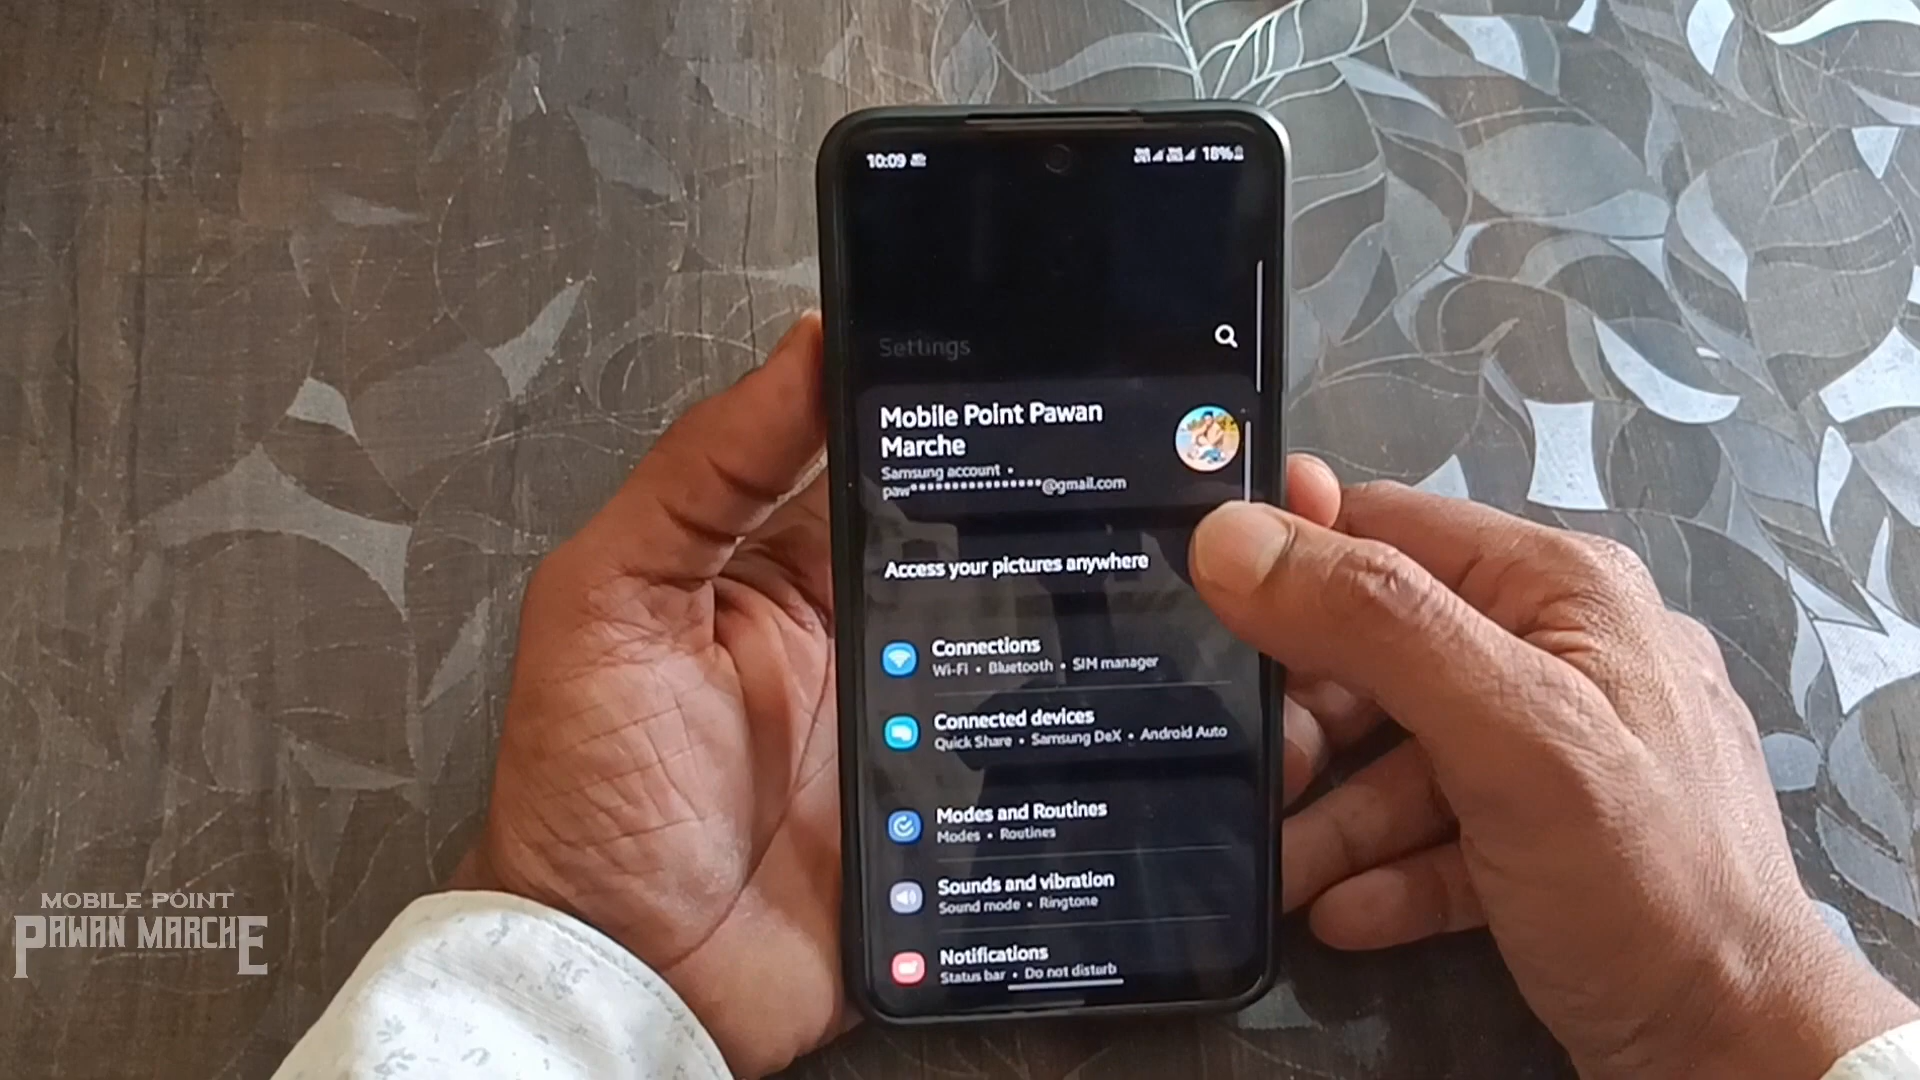 10:09
18%
Settings
Mobile Point Pawan
Marche
Samsung account •
paw•••••••••••••••••@gmail.com
Access your pictures anywhere
Connections
Wi-Fi • Bluetooth • SIM manager
Connected devices
Quick Share • Samsung DeX • Android Auto
Modes and Routines
Modes • Routines
Sounds and vibration
Sound mode • Ringtone
Notifications
Status bar • Do not disturb
MOBILE POINT
PAWAN MARCHE